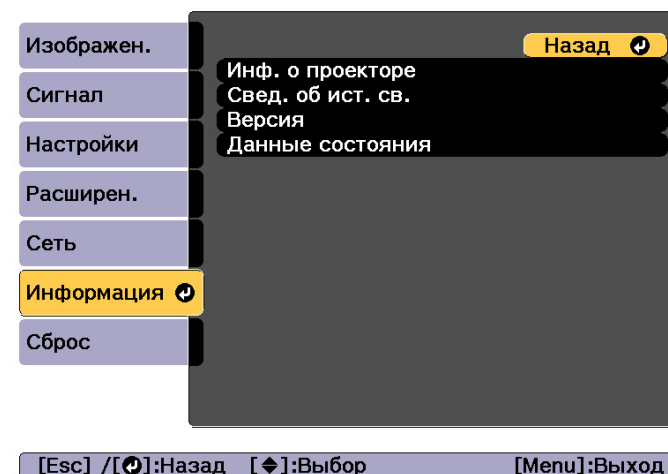 Изображен.
Сигнал
Настройки
Расширен.
Сеть
Информация
Сброс
Назад
Инф. о проекторе
Свед. об ист. св.
Версия
Данные состояния
[Esc] /[⏎]:Назад [◆]:Выбор [Menu]:Выход